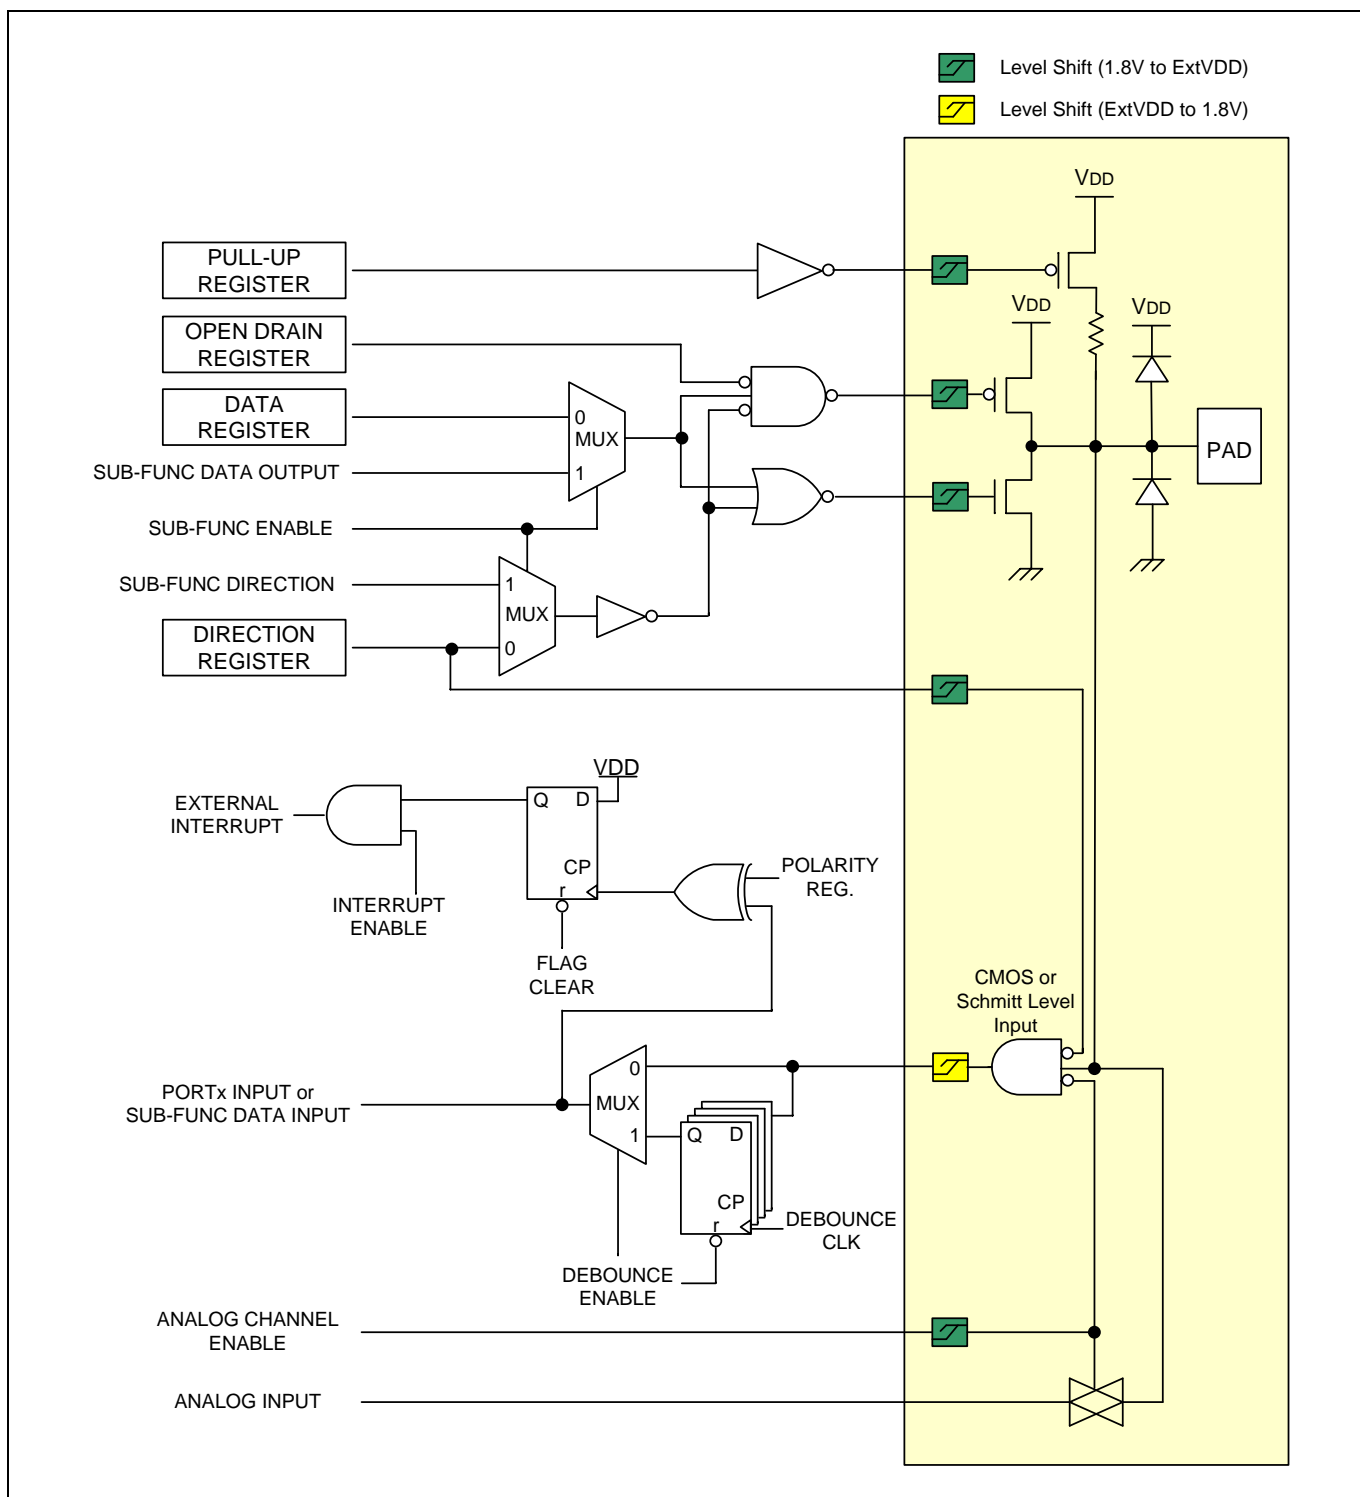 Level Shift (1.8V to ExtVDD)
Level Shift (ExtVDD to 1.8V)
VDD
PULL-UP
REGISTER
VDD
VDD
OPEN DRAIN
REGISTER
DATA
REGISTER
0
MUX
1
PAD
SUB-FUNC DATA OUTPUT
SUB-FUNC ENABLE
SUB-FUNC DIRECTION
1
MUX
0
DIRECTION
REGISTER
VDD
EXTERNAL
INTERRUPT
Q D
CP
r
POLARITY
REG.
INTERRUPT
ENABLE
FLAG
CLEAR
CMOS or
Schmitt Level
Input
PORTx INPUT or
SUB-FUNC DATA INPUT
0
MUX
1
Q D
CP
r
DEBOUNCE
CLK
DEBOUNCE
ENABLE
ANALOG CHANNEL
ENABLE
ANALOG INPUT